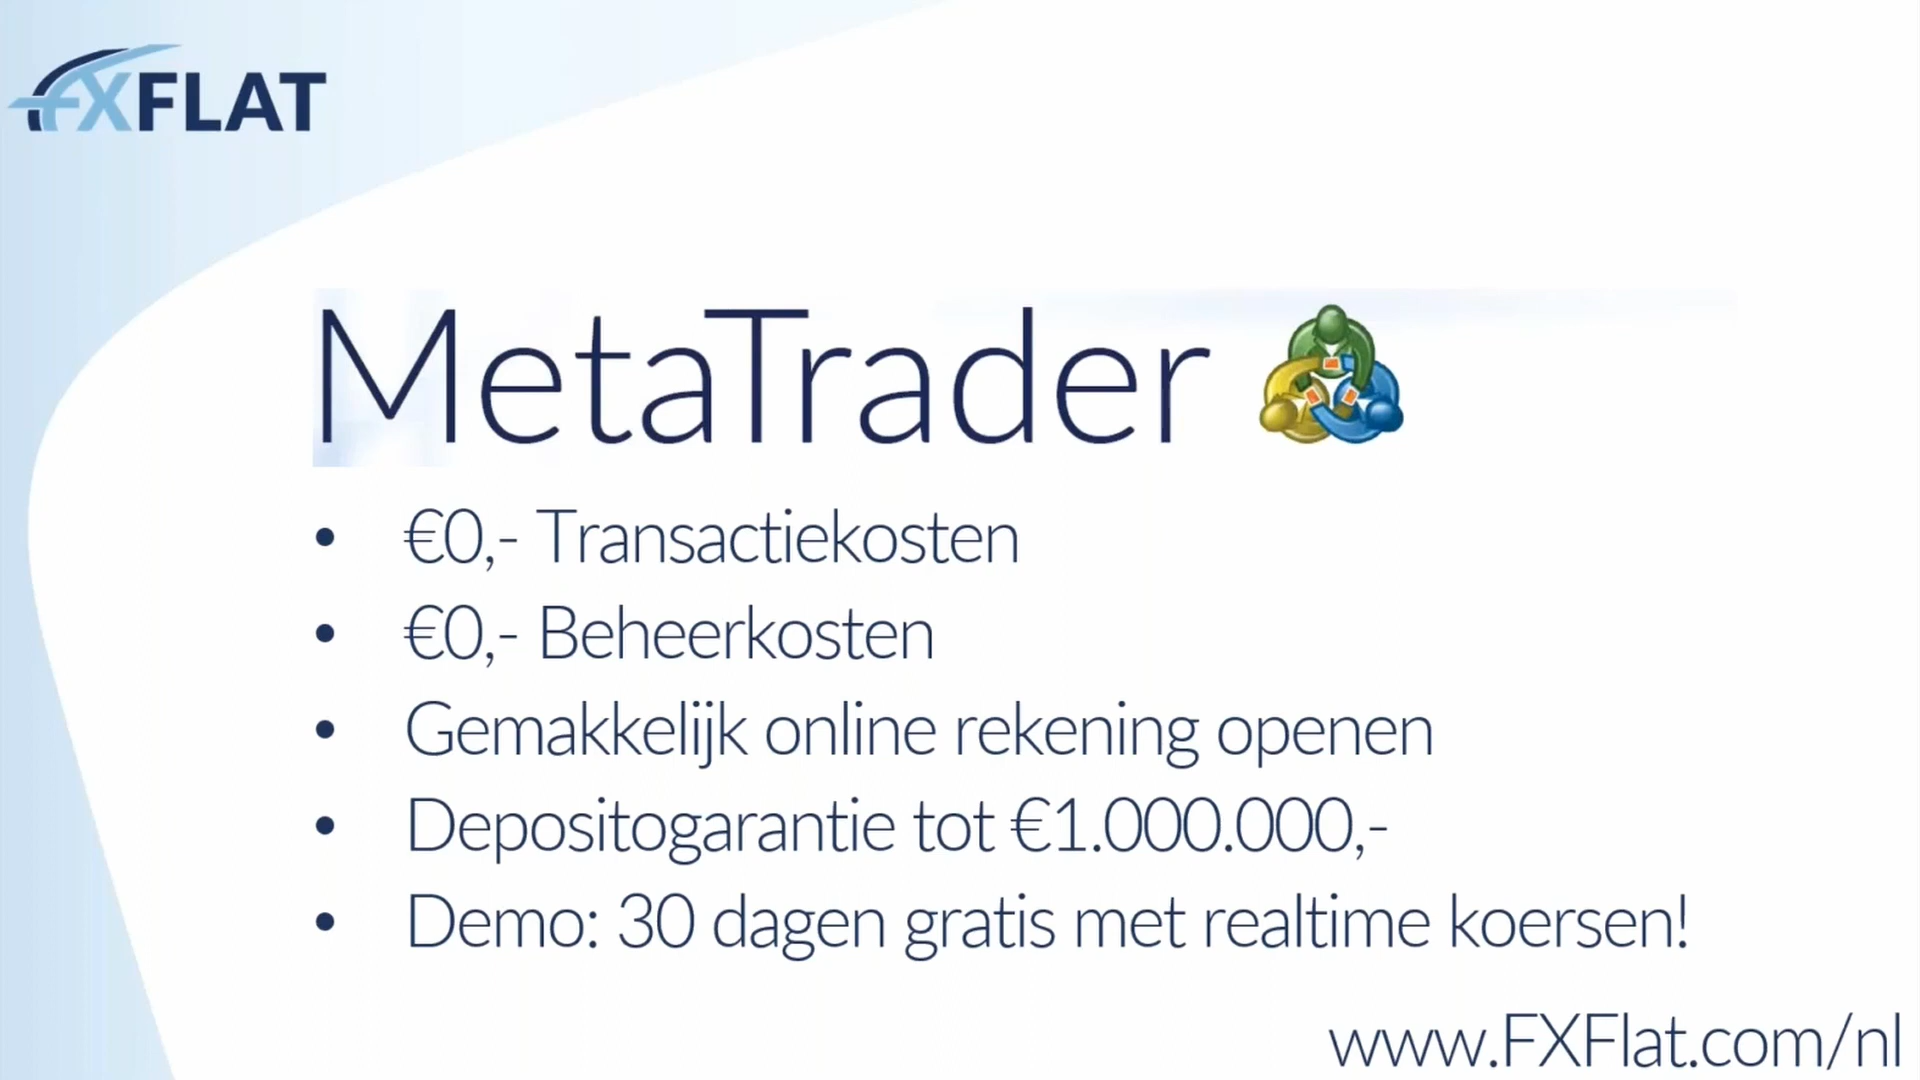 FXFLAT
MetaTrader
• €0,- Transactiekosten
• €0,- Beheerkosten
• Gemakkelijk online rekening openen
• Depositogarantie tot €1.000.000,-
• Demo: 30 dagen gratis met realtime koersen!
www.FXFlat.com/nl